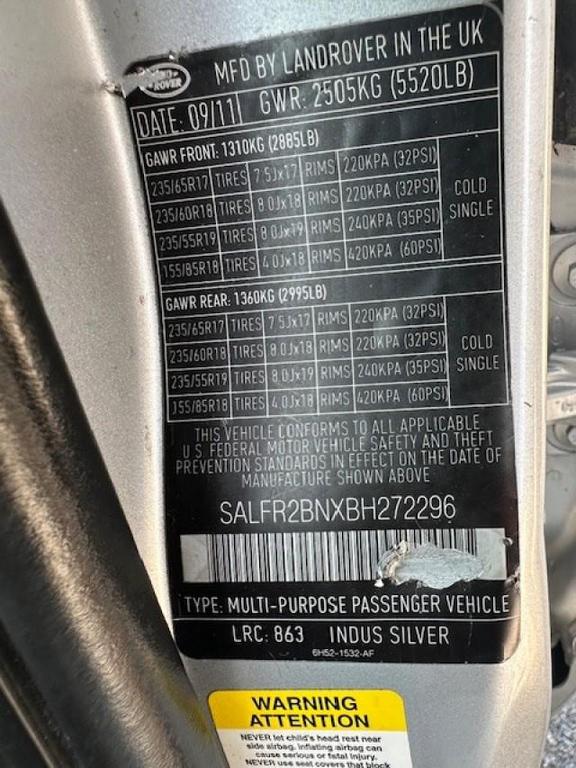 ROVER MFD BY LANDROVER IN THE UK
DATE: 09/11 GWR: 2505KG (5520LB)
GAWR FRONT: 1310KG (2885LB)
235/65R17 TIRES 7.5Jx17 RIMS 220KPA (32PSI)
235/60R18 TIRES 8.0Jx18 RIMS 220KPA (32PSI)
235/55R19 TIRES 8.0Jx19 RIMS 240KPA (35PSI)
155/85R18 TIRES 4.0Jx18 RIMS 420KPA (60PSI)
COLD
SINGLE
GAWR REAR: 1360KG (2995LB)
235/65R17 TIRES 7.5Jx17 RIMS 220KPA (32PSI)
235/60R18 TIRES 8.0Jx18 RIMS 220KPA (32PSI)
235/55R19 TIRES 8.0Jx19 RIMS 240KPA (35PSI)
155/85R18 TIRES 4.0Jx18 RIMS 420KPA (60PSI)
COLD
SINGLE
THIS VEHICLE CONFORMS TO ALL APPLICABLE
U.S. FEDERAL MOTOR VEHICLE SAFETY AND THEFT
PREVENTION STANDARDS IN EFFECT ON THE DATE OF
MANUFACTURE SHOWN ABOVE
SALFR2BNXBH272296
TYPE: MULTI-PURPOSE PASSENGER VEHICLE
LRC: 863 INDUS SILVER
6H52-1532-AF
WARNING
ATTENTION
NEVER let child's head rest near
side airbag, inflating airbag can
cause serious or fatal injury.
NEVER use seat covers that block